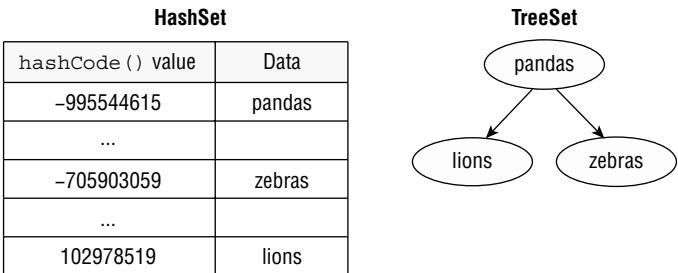 HashSet
hashCode() value Data
–995544615 pandas
...
–705903059 zebras
...
102978519 lions
TreeSet
pandas
lions zebras